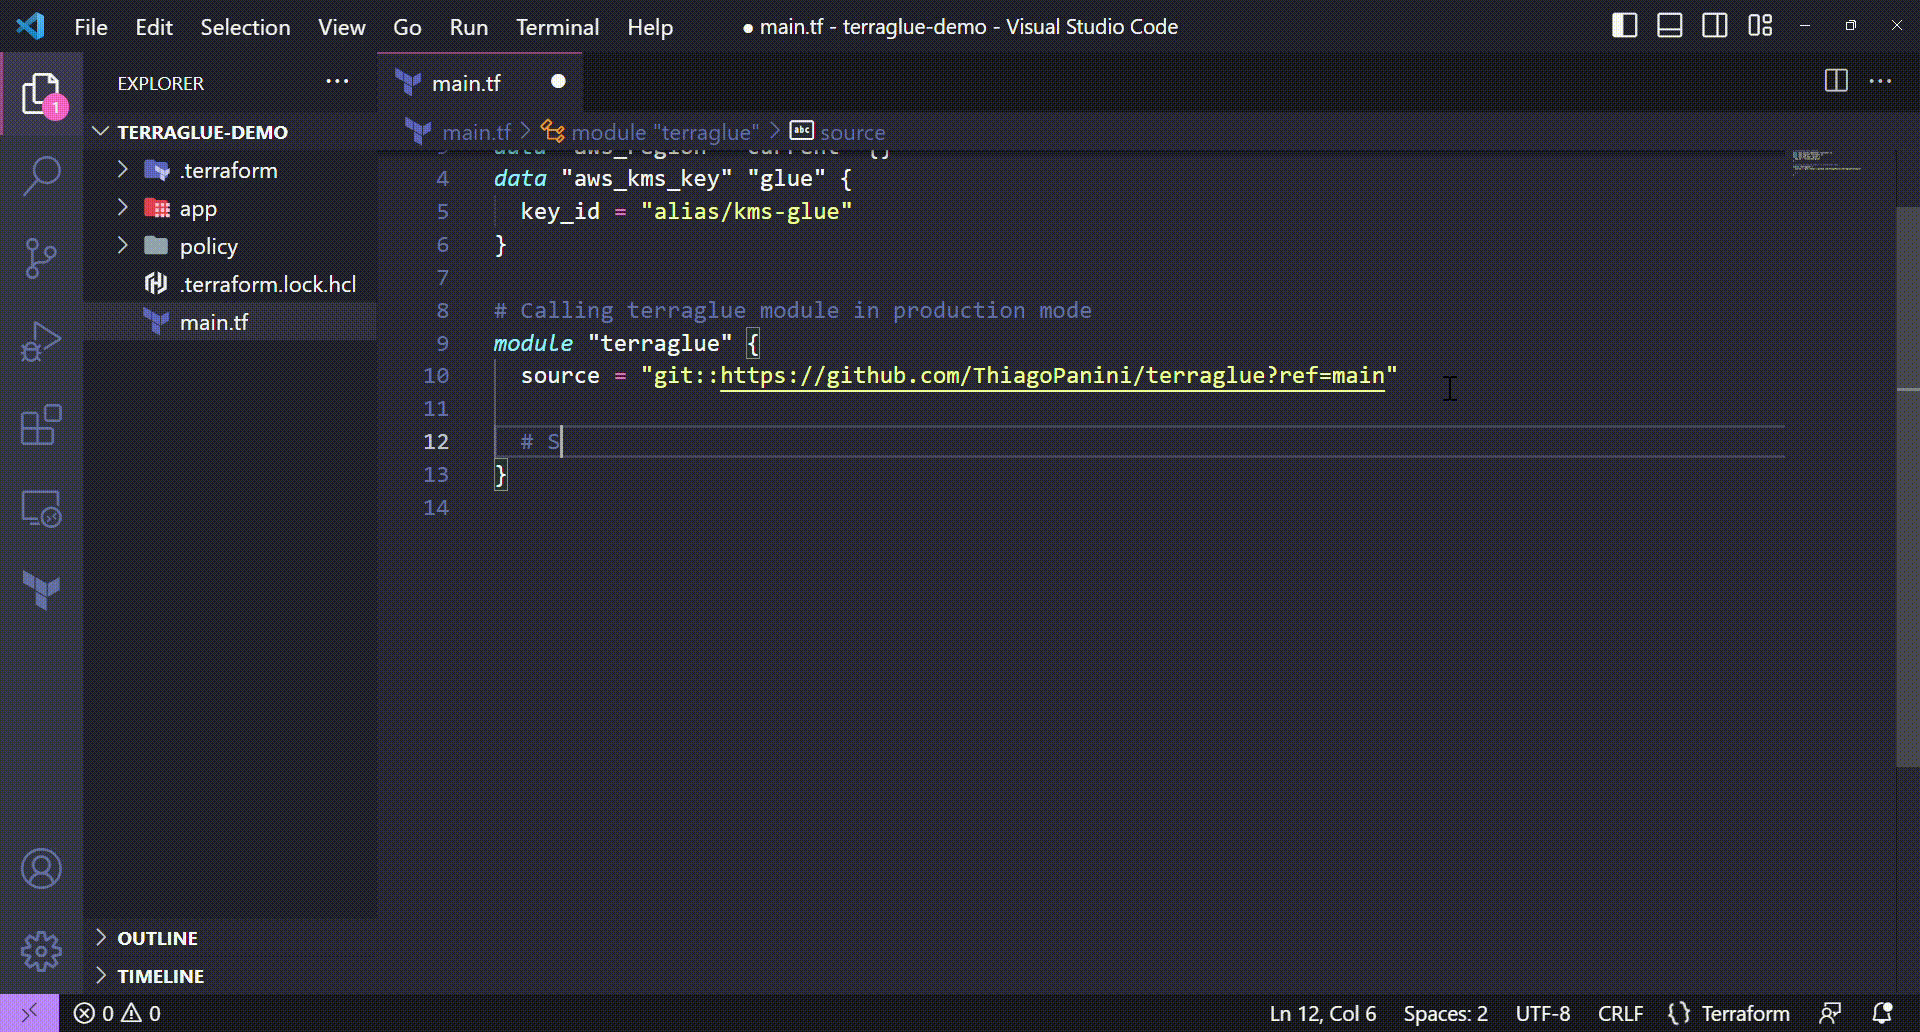 File Edit Selection View Go Run Terminal Help
● main.tf - terraglue-demo - Visual Studio Code
EXPLORER
1
TERRAGLUE-DEMO
.terraform
app
policy
.terraform.lock.hcl
main.tf
main.tf
main.tf > module "terraglue" > abc source
4 data "aws_kms_key" "glue" {
5 key_id = "alias/kms-glue"
6 }
7
8 # Calling terraglue module in production mode
9 module "terraglue" {
10 source = "git::https://github.com/ThiagoPanini/terraglue?ref=main"
11
12 # S
13 }
14
OUTLINE
TIMELINE
0 0
Ln 12, Col 6 Spaces: 2 UTF-8 CRLF {} Terraform